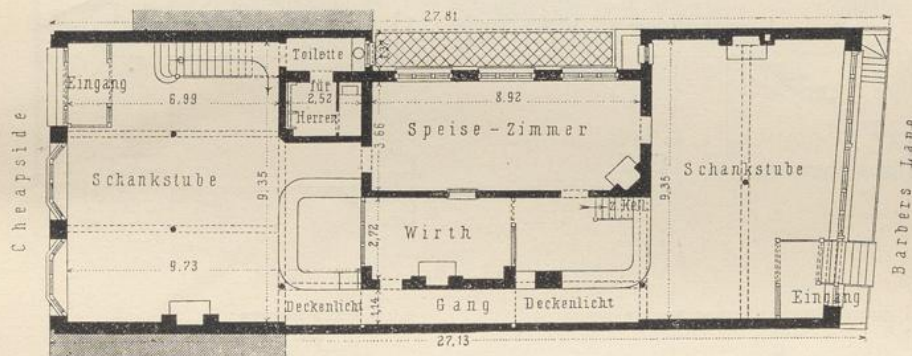 27.81
Toilette
für
Herren
2,52
Eingang
6.99
8.92
Speise-Zimmer
3.66
Cheapside
Schankstube
9.35
Schankstube
9,35
Barbers Lane
z. Kell.
Wirth
2,72
9.73
Deckenlicht
1,14
Gang
Deckenlicht
Eingang
27,13